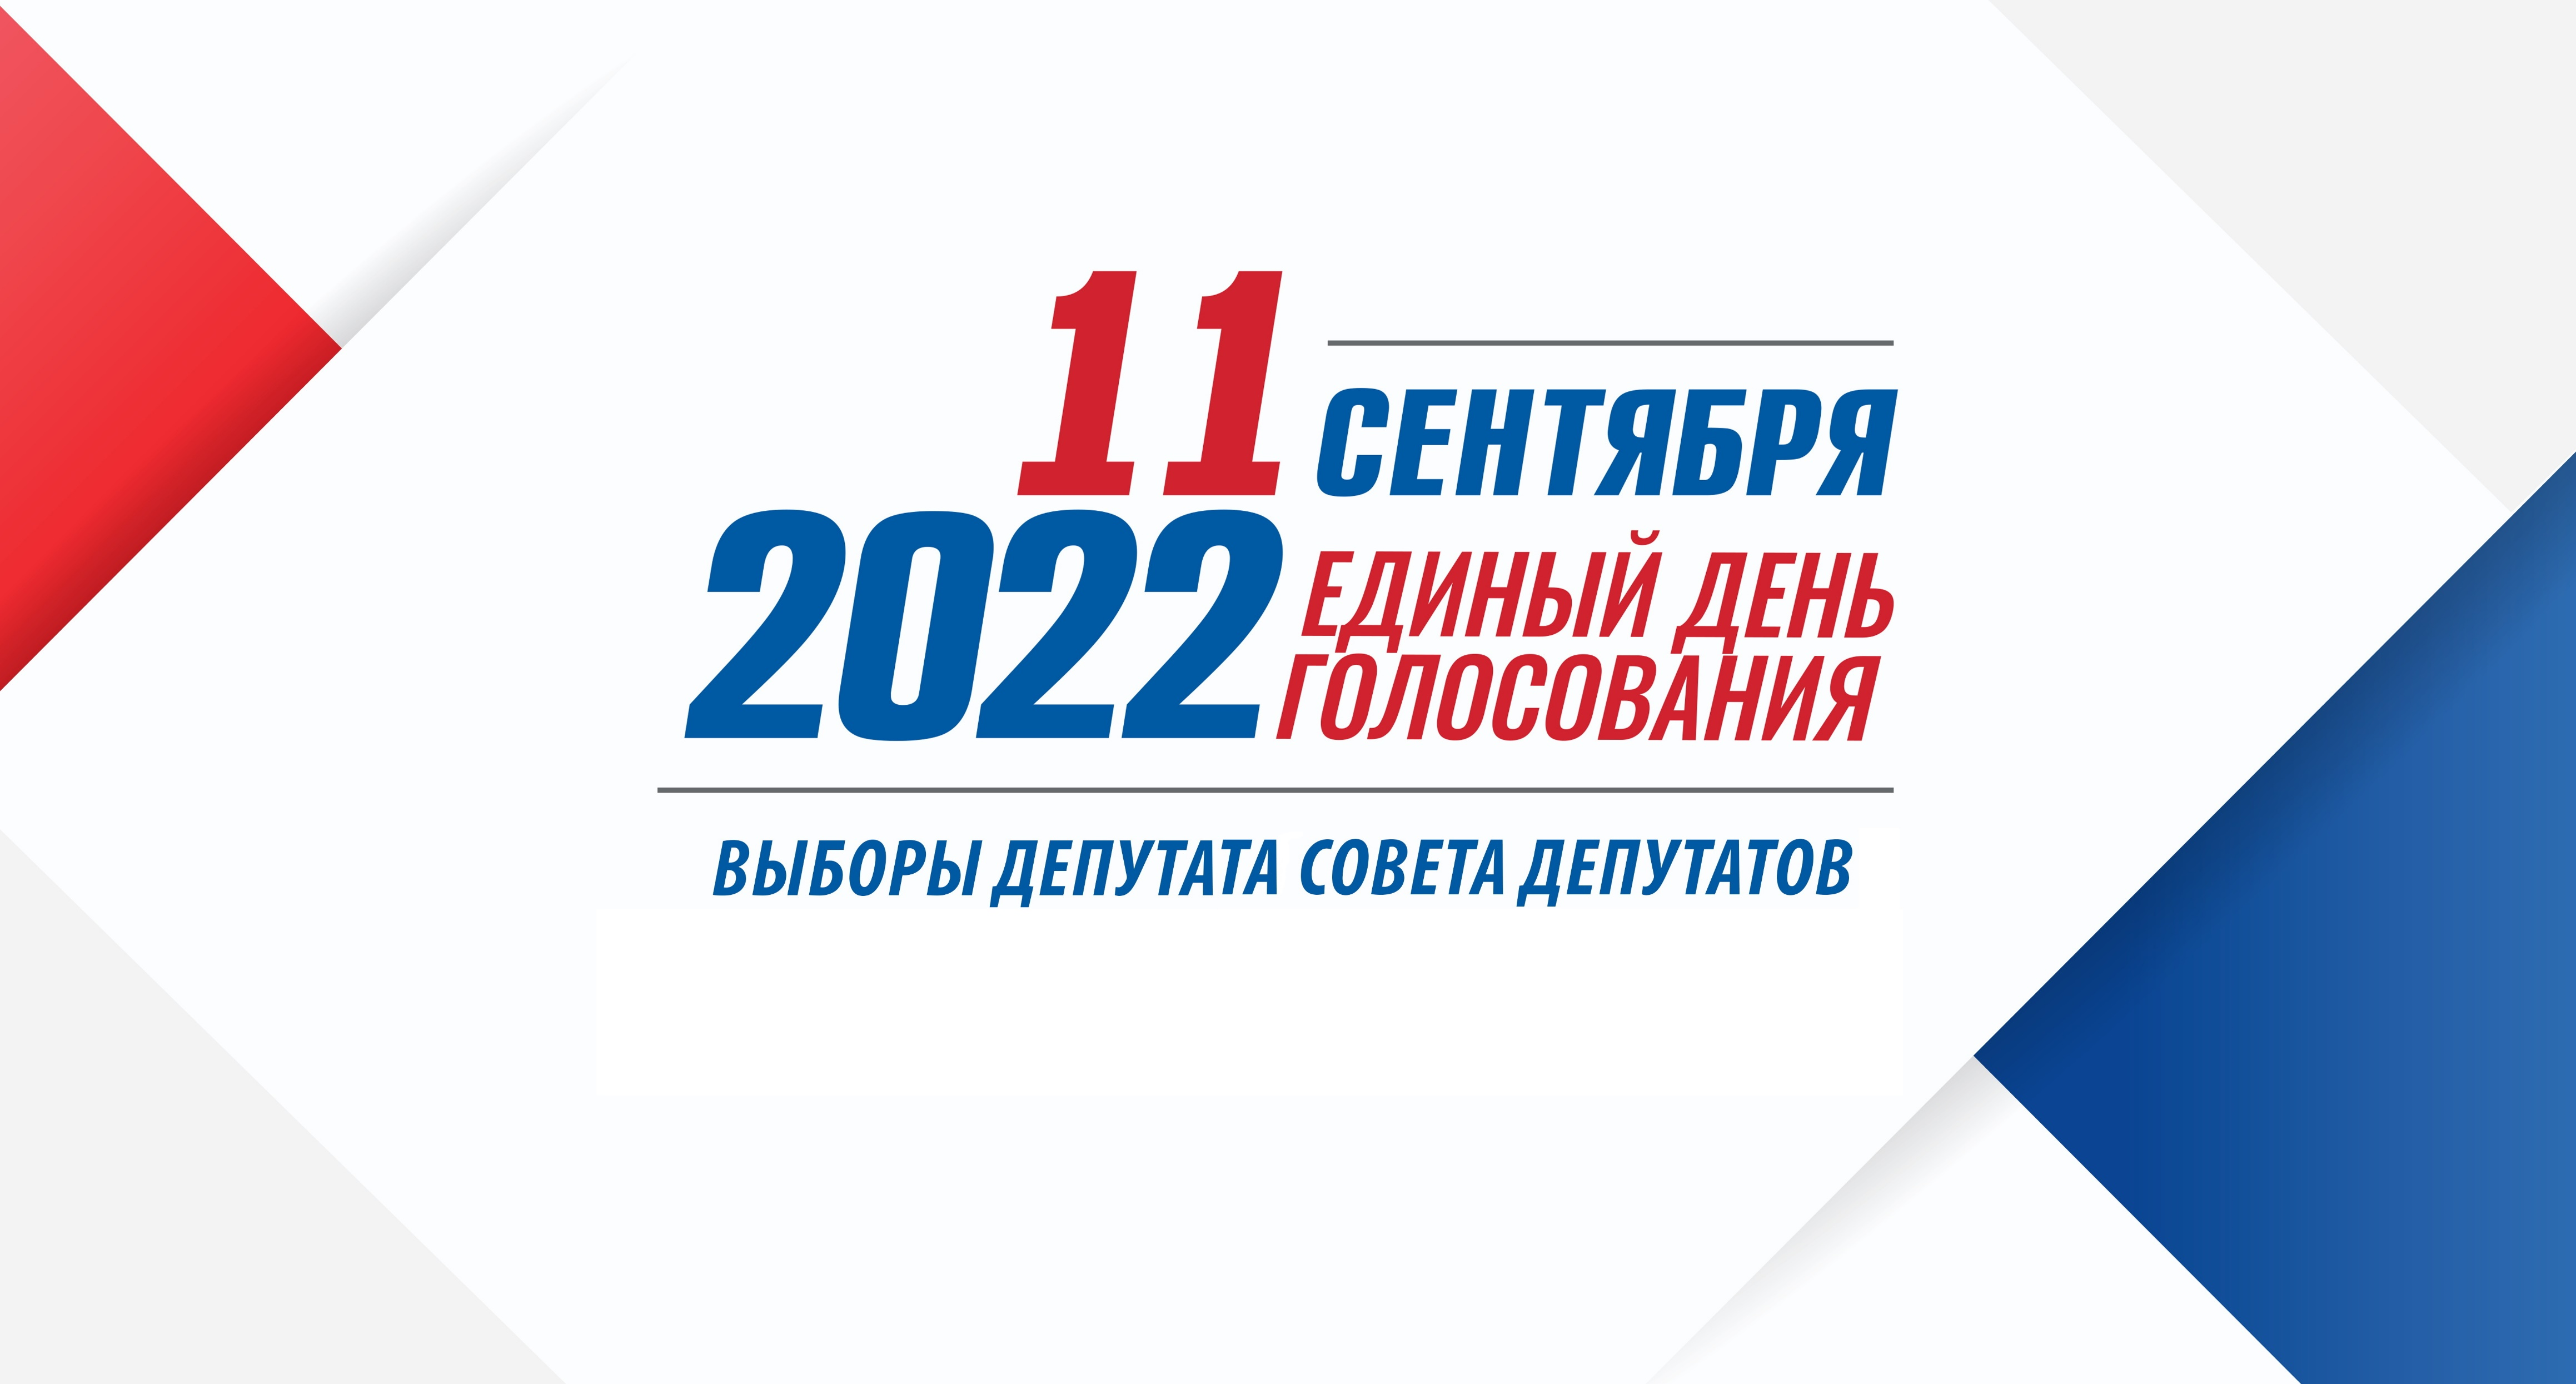 11 СЕНТЯБРЯ
2022 ЕДИНЫЙ ДЕНЬ
ГОЛОСОВАНИЯ
ВЫБОРЫ ДЕПУТАТА СОВЕТА ДЕПУТАТОВ